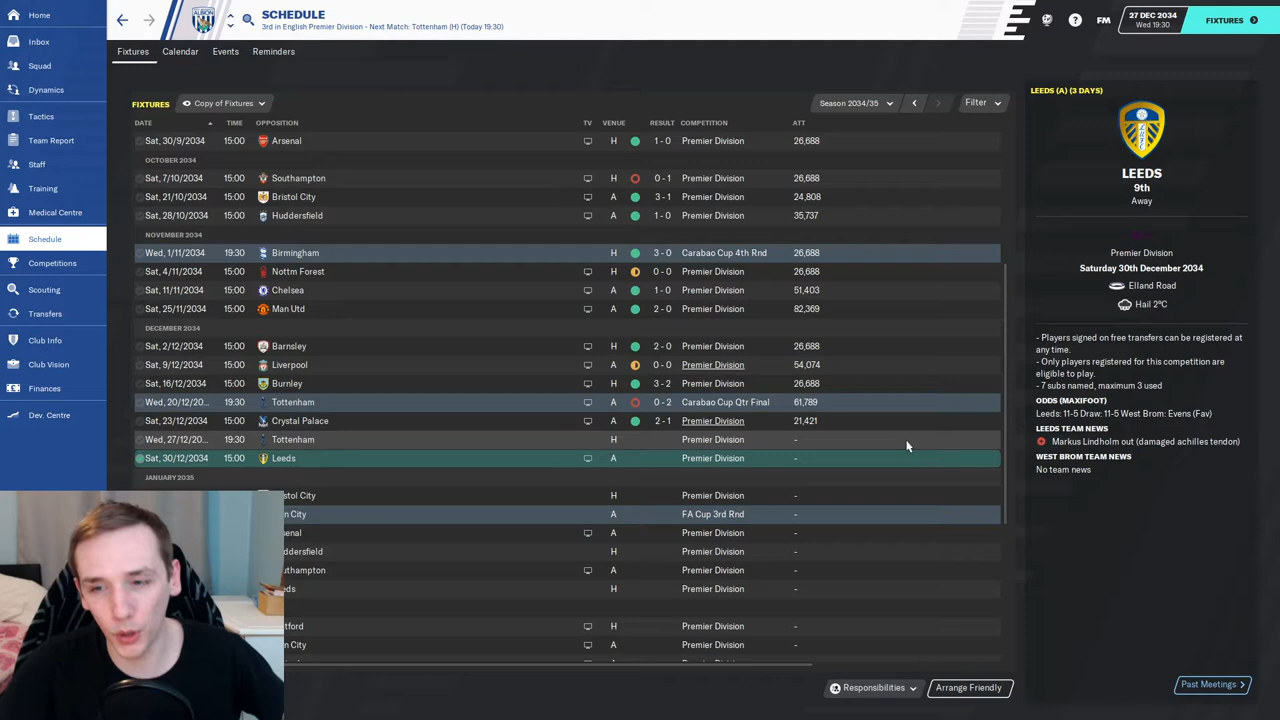 Home
Inbox
Squad
Dynamics
Tactics
Team Report
Staff
Training
Medical Centre
Schedule
Competitions
Scouting
Transfers
Club Info
Club Vision
Finances
Dev. Centre
ALBION
SCHEDULE
3rd in English Premier Division - Next Match: Tottenham (H) (Today 19:30)
FM
27 DEC 2034
Wed 19:30
FIXTURES
Fixtures Calendar Events Reminders
FIXTURES Copy of Fixtures Season 2034/35 Filter
DATE TIME OPPOSITION TV VENUE RESULT COMPETITION ATT
Sat, 30/9/2034 15:00 Arsenal H 1 - 0 Premier Division 26,688
OCTOBER 2034
Sat, 7/10/2034 15:00 Southampton H 0 - 1 Premier Division 26,688
Sat, 21/10/2034 15:00 Bristol City A 3 - 1 Premier Division 24,808
Sat, 28/10/2034 15:00 Huddersfield A 1 - 0 Premier Division 35,737
NOVEMBER 2034
Wed, 1/11/2034 19:30 Birmingham H 3 - 0 Carabao Cup 4th Rnd 26,688
Sat, 4/11/2034 15:00 Nottm Forest H 0 - 0 Premier Division 26,688
Sat, 11/11/2034 15:00 Chelsea A 1 - 0 Premier Division 51,403
Sat, 25/11/2034 15:00 Man Utd A 2 - 0 Premier Division 82,369
DECEMBER 2034
Sat, 2/12/2034 15:00 Barnsley H 2 - 0 Premier Division 26,688
Sat, 9/12/2034 15:00 Liverpool A 0 - 0 Premier Division 54,074
Sat, 16/12/2034 15:00 Burnley H 3 - 2 Premier Division 26,688
Wed, 20/12/20... 19:30 Tottenham A 0 - 2 Carabao Cup Qtr Final 61,789
Sat, 23/12/2034 15:00 Crystal Palace A 2 - 1 Premier Division 21,421
Wed, 27/12/20... 19:30 Tottenham H Premier Division -
Sat, 30/12/2034 15:00 Leeds A Premier Division -
JANUARY 2035
stol City H Premier Division -
n City A FA Cup 3rd Rnd -
enal A Premier Division -
ddersfield H Premier Division -
uthampton A Premier Division -
eds H Premier Division -
tford H Premier Division -
n City A Premier Division -
Responsibilities Arrange Friendly
LEEDS (A) (3 DAYS)
LEEDS
9th
Away
Premier Division
Saturday 30th December 2034
Elland Road
Hail 2°C
- Players signed on free transfers can be registered at
any time.
- Only players registered for this competition are
eligible to play.
- 7 subs named, maximum 3 used
ODDS (MAXIFOOT)
Leeds: 11-5 Draw: 11-5 West Brom: Evens (Fav)
LEEDS TEAM NEWS
Markus Lindholm out (damaged achilles tendon)
WEST BROM TEAM NEWS
No team news
Past Meetings